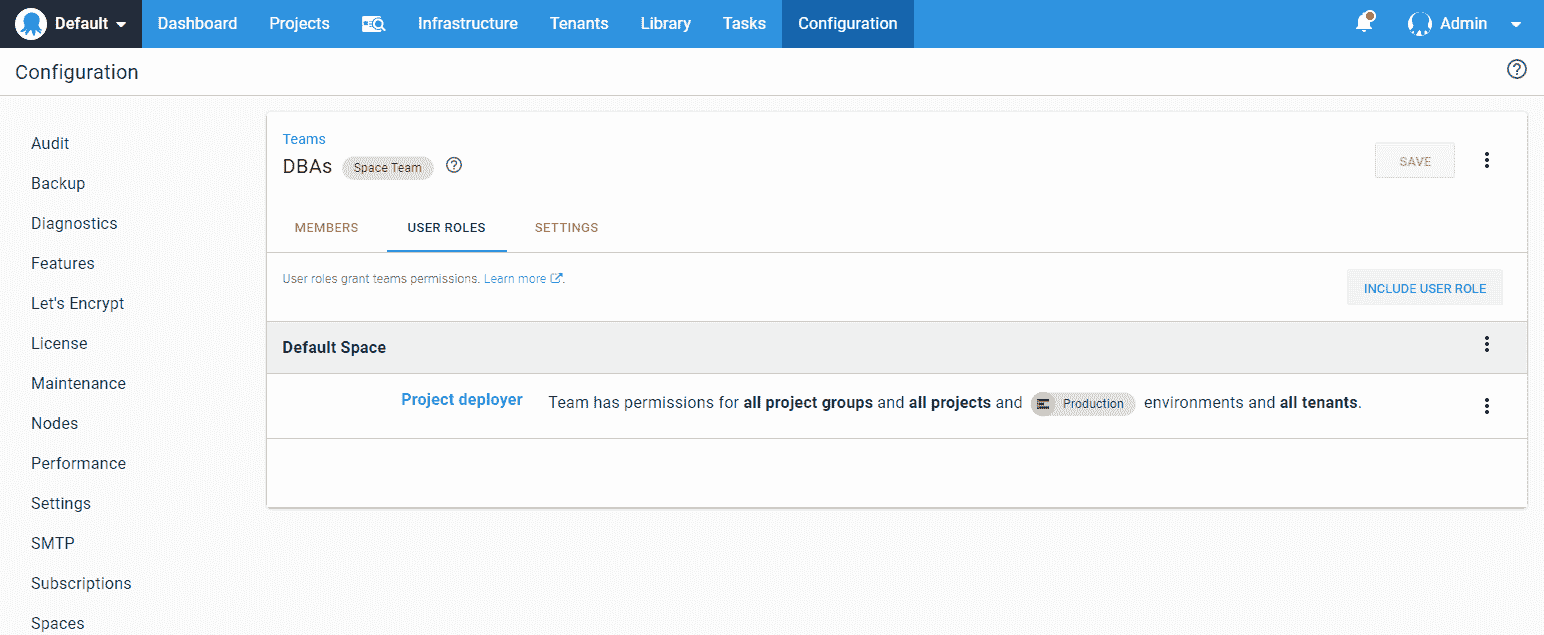 Default Dashboard Projects Infrastructure Tenants Library Tasks Configuration Admin
Configuration
Audit
Backup
Diagnostics
Features
Let's Encrypt
License
Maintenance
Nodes
Performance
Settings
SMTP
Subscriptions
Spaces
Teams
DBAs Space Team
SAVE
MEMBERS USER ROLES SETTINGS
User roles grant teams permissions. Learn more.
INCLUDE USER ROLE
Default Space
Project deployer Team has permissions for all project groups and all projects and Production environments and all tenants.